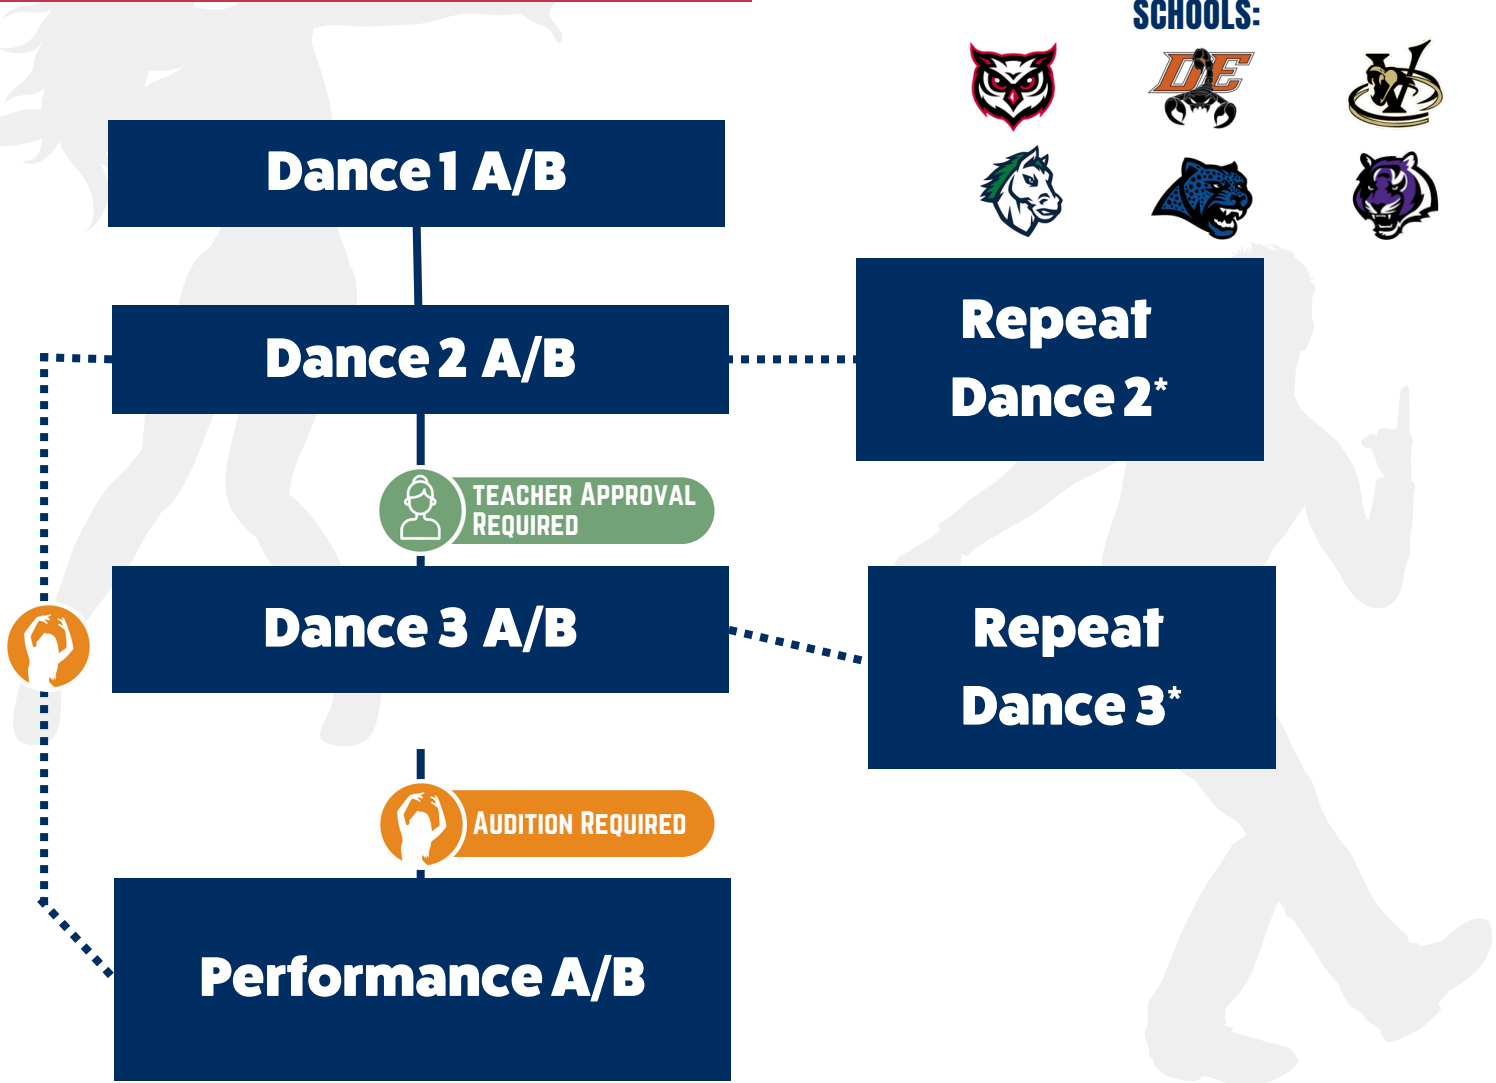 SCHOOLS:
DE
V
Dance 1 A/B
Dance 2 A/B
Repeat
Dance 2*
TEACHER APPROVAL
REQUIRED
Dance 3 A/B
Repeat
Dance 3*
AUDITION REQUIRED
Performance A/B